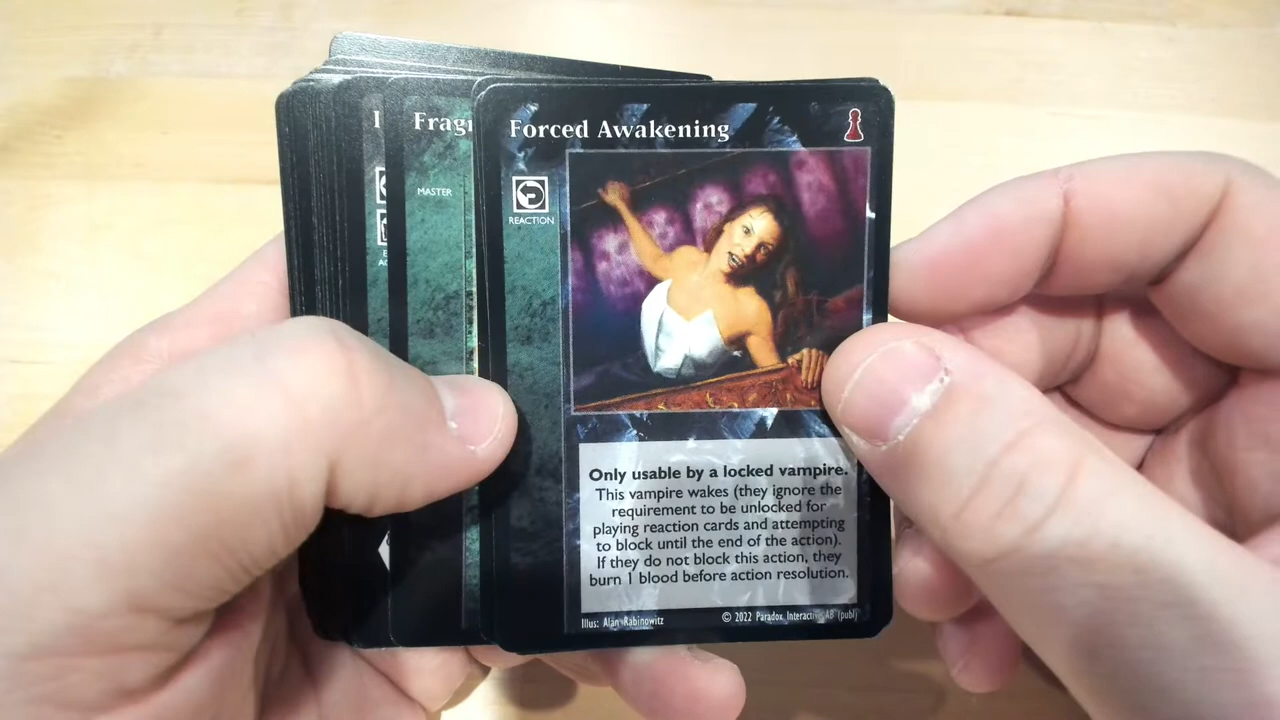 Forced Awakening
Fragr
MASTER
REACTION
Only usable by a locked vampire.
This vampire wakes (they ignore the
requirement to be unlocked for
playing reaction cards and attempting
to block until the end of the action).
If they do not block this action, they
burn 1 blood before action resolution.
Illus: Alan Rabinowitz
© 2022 Paradox Interactive AB (publ)